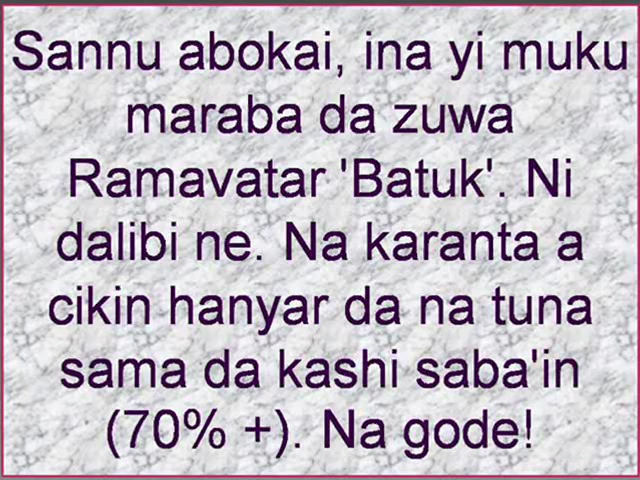 Sannu abokai, ina yi muku
maraba da zuwa
Ramavatar 'Batuk'. Ni
dalibi ne. Na karanta a
cikin hanyar da na tuna
sama da kashi saba'in
(70% +). Na gode!